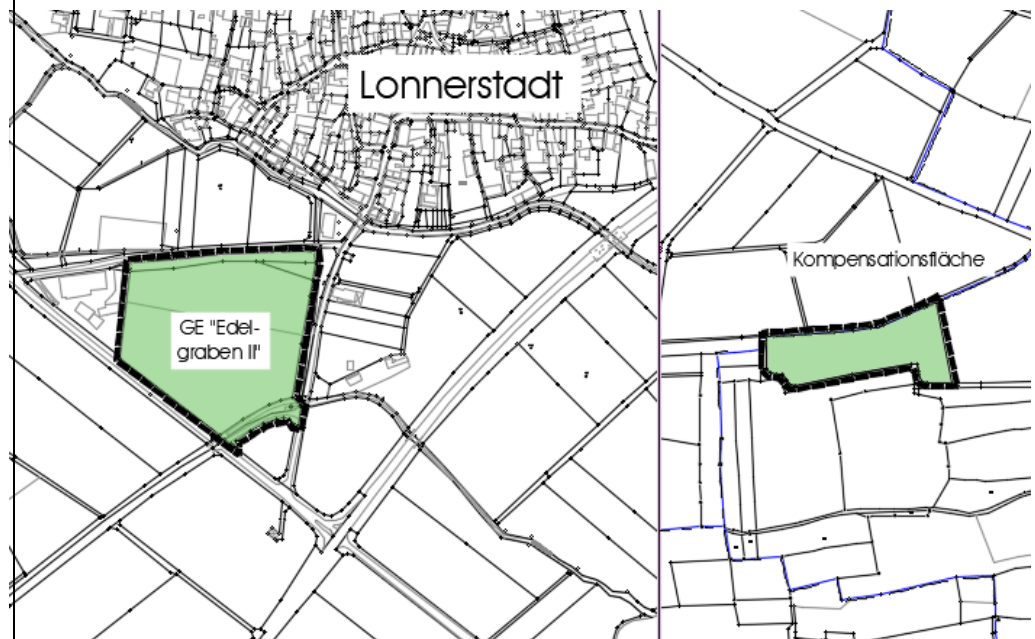 Lonnerstadt
Kompensationsfläche
GE "Edel-
graben II"